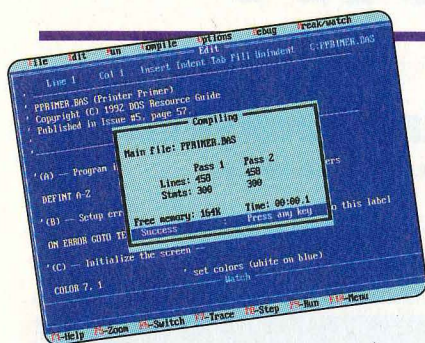 File Edit Run Compile Options Debug Break/watch
Edit
Line 1 Col 1 Insert Indent Tab Fill Unindent C:PPRIMER.BAS
' PPRIMER.BAS (Printer Primer)
' Copyright (C) 1992 DOS Resource Guide
' Published in Issue #5, page 57.
Compiling
Main file: PPRIMER.BAS
Pass 1 Pass 2
Lines: 450 450
Stmts: 300 300
Free memory: 164K Time: 00:00.1
Success Press any key
' (A) — Program
DEFINT A-Z
' (B) — Setup err
ON ERROR GOTO TE
o this label
' (C) — Initialize the screen —
COLOR 7, 1 ' set colors (white on blue)
Watch
F1-Help F5-Zoom F6-Switch F7-Trace F8-Step F9-Run F10-Menu